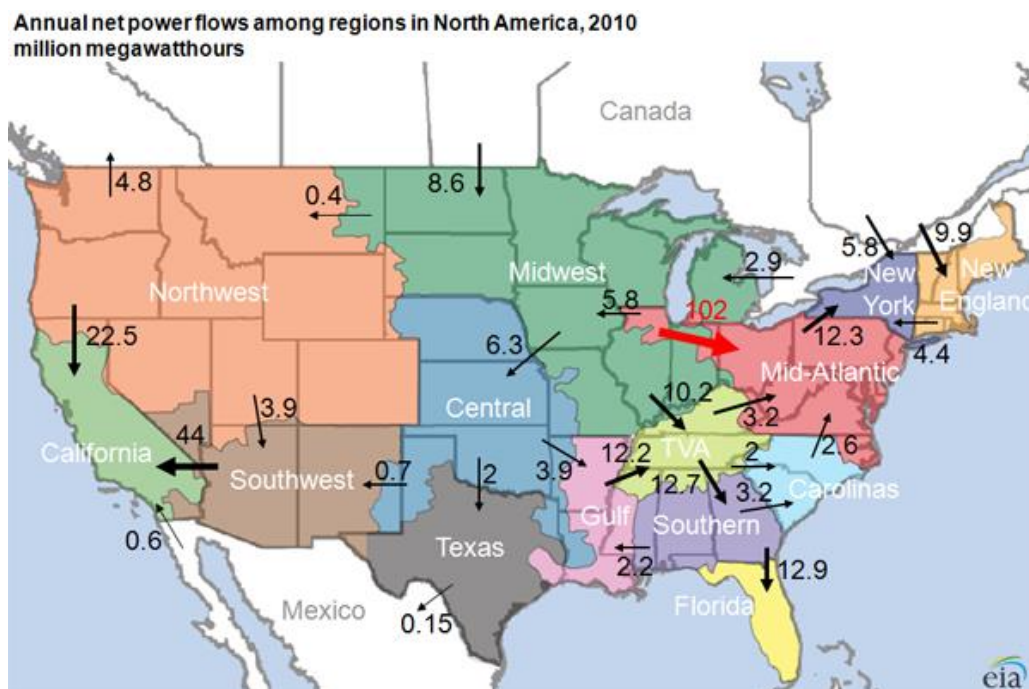 Annual net power flows among regions in North America, 2010
million megawatthours
Canada
4.8
0.4
8.6
5.8
9.9
Northwest
Midwest
2.9
New
York
New
England
5.8
102
12.3
4.4
22.5
6.3
Mid-Atlantic
Central
10.2
3.2
3.9
44
California
Southwest
0.7
2
3.9
12.2
TVA
2
2.6
12.7
3.2
Carolinas
Gulf
Southern
0.6
Texas
2.2
12.9
Mexico
0.15
Florida
eia